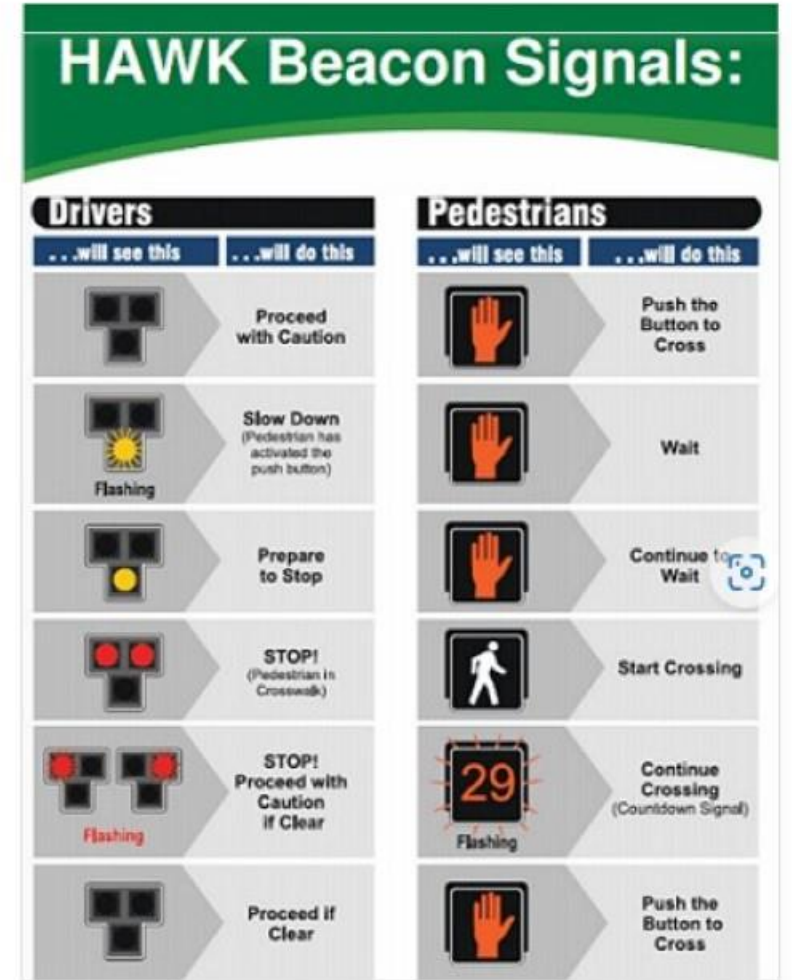 HAWK Beacon Signals:
Drivers
Pedestrians
...will see this
...will do this
...will see this
...will do this
Proceed
with Caution
Push the
Button to
Cross
Flashing
Slow Down
(Pedestrian has
activated the
push button)
Wait
Prepare
to Stop
Continue to
Wait
STOP!
(Pedestrian in
Crosswalk)
Start Crossing
Flashing
STOP!
Proceed with
Caution
if Clear
29
Flashing
Continue
Crossing
(Countdown Signal)
Proceed if
Clear
Push the
Button to
Cross